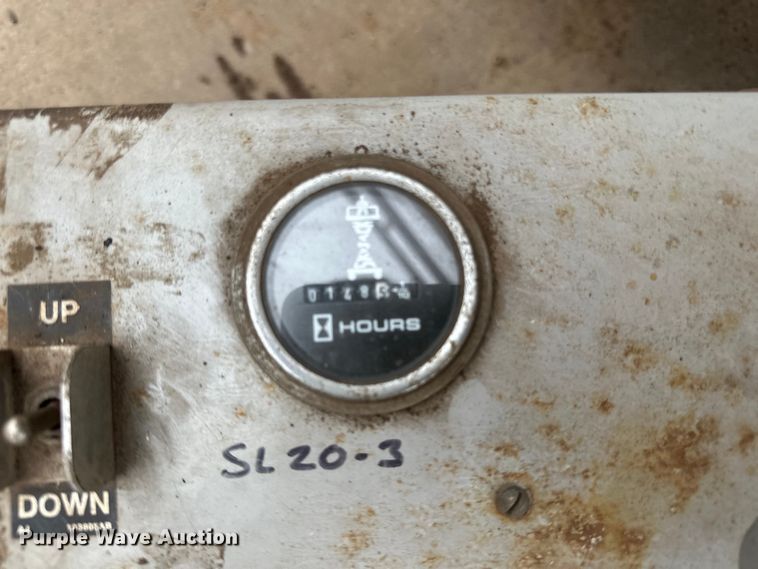 UP
HOURS
SL20-3
DOWN
Purple Wave Auction